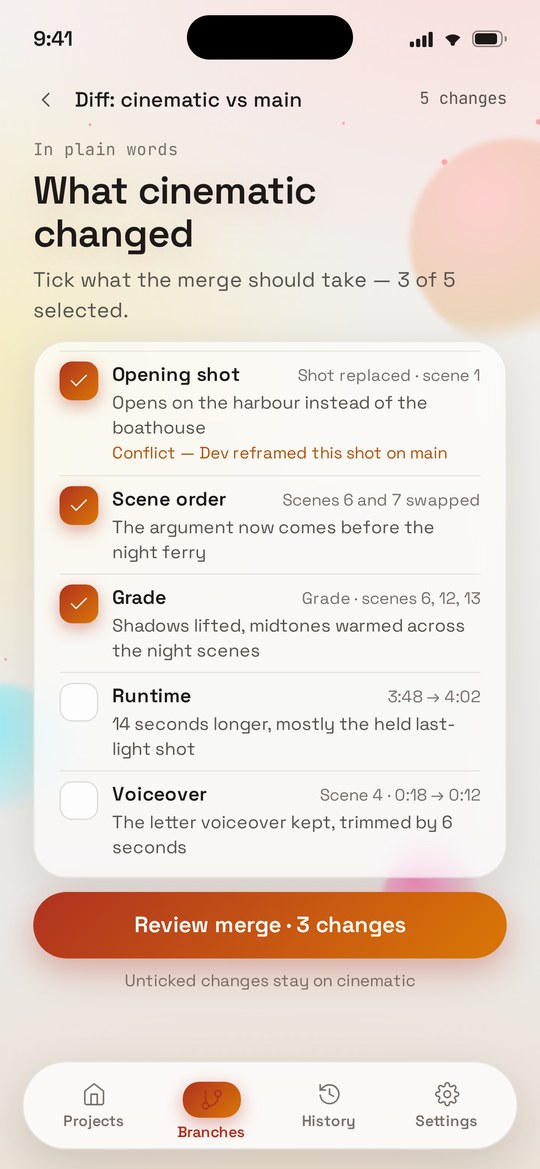 9:41
Diff: cinematic vs main
5 changes
In plain words
What cinematic
changed
Tick what the merge should take — 3 of 5
selected.
Opening shot
Shot replaced · scene 1
Opens on the harbour instead of the
boathouse
Conflict — Dev reframed this shot on main
Scene order
Scenes 6 and 7 swapped
The argument now comes before the
night ferry
Grade
Grade · scenes 6, 12, 13
Shadows lifted, midtones warmed across
the night scenes
Runtime
3:48 → 4:02
14 seconds longer, mostly the held last-
light shot
Voiceover
Scene 4 · 0:18 → 0:12
The letter voiceover kept, trimmed by 6
seconds
Review merge · 3 changes
Unticked changes stay on cinematic
Projects
Branches
History
Settings